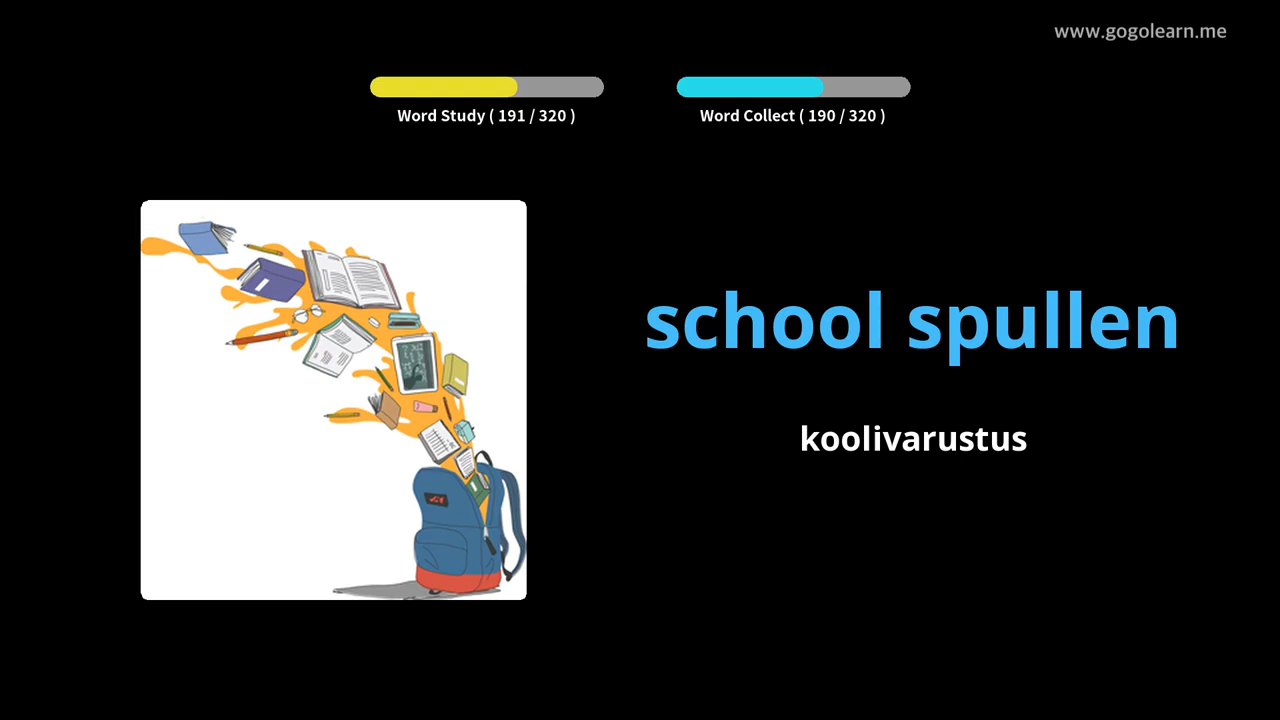 www.gogolearn.me
Word Study ( 191 / 320 )
Word Collect ( 190 / 320 )
school spullen
koolivarustus